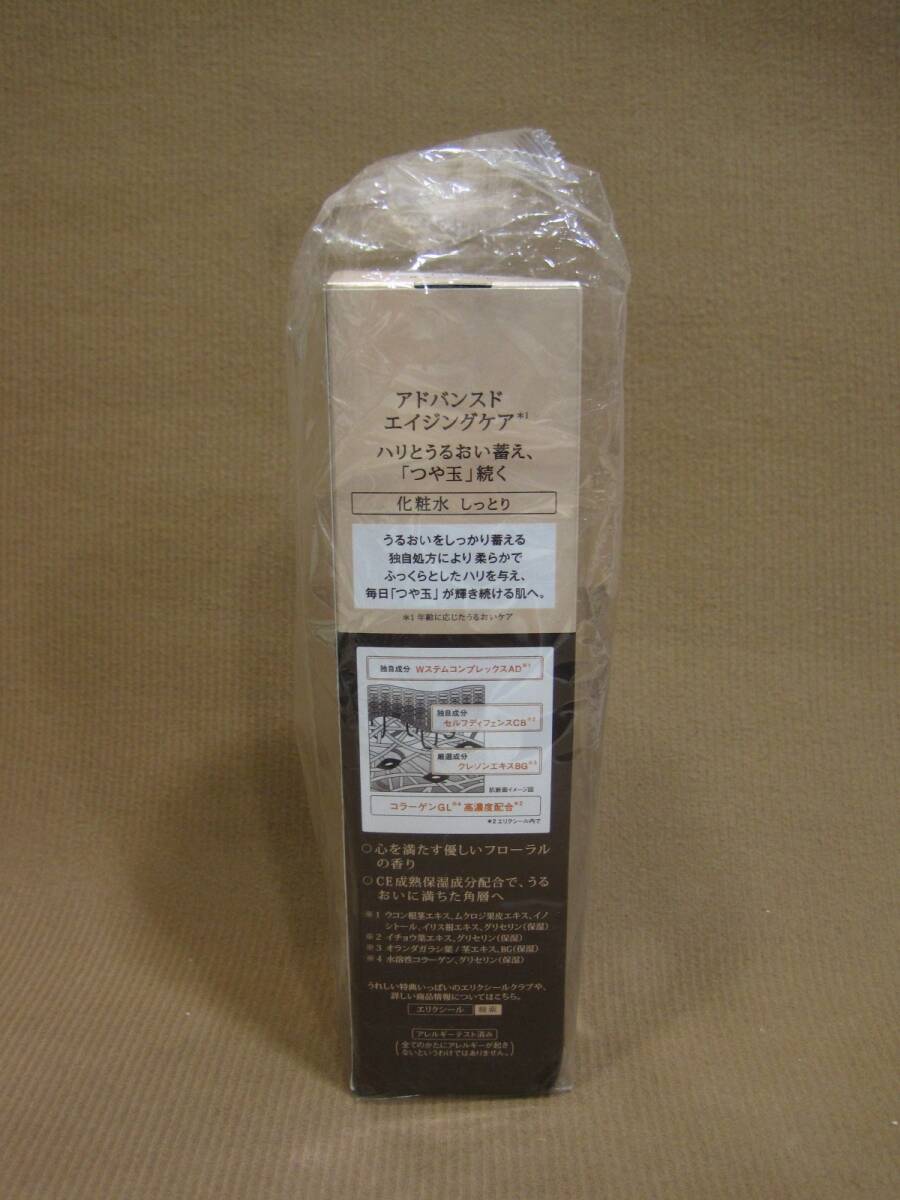 アドバンスド
エイジングケア*1
ハリとうるおい蓄え、
「つや玉」続く
化粧水 しっとり
うるおいをしっかり蓄える
独自処方により柔らかで
ふっくらとしたハリを与え、
毎日「つや玉」が輝き続ける肌へ。
*1 年齢に応じたうるおいケア
独自成分 WステムコンプレックスAD※1
独自成分
セルフディフェンスCB※2
厳選成分
クレソンエキスBG※3
肌断面イメージ図
コラーゲンGL※4 高濃度配合*2
*2 エリクシール内で
○心を満たす優しいフローラル
の香り
○CE成熟保湿成分配合で、うる
おいに満ちた角層へ
※1 ウコン根茎エキス、ムクロジ果皮エキス、イノ
シトール、イリス根エキス、グリセリン(保湿)
※2 イチョウ葉エキス、グリセリン(保湿)
※3 オランダガラシ葉/茎エキス、BG(保湿)
※4 水溶性コラーゲン、グリセリン(保湿)
うれしい特典いっぱいのエリクシールクラブや、
詳しい商品情報についてはこちら。
エリクシール 検索
アレルギーテスト済み
(全てのかたにアレルギーが起き
ないというわけではありません。)